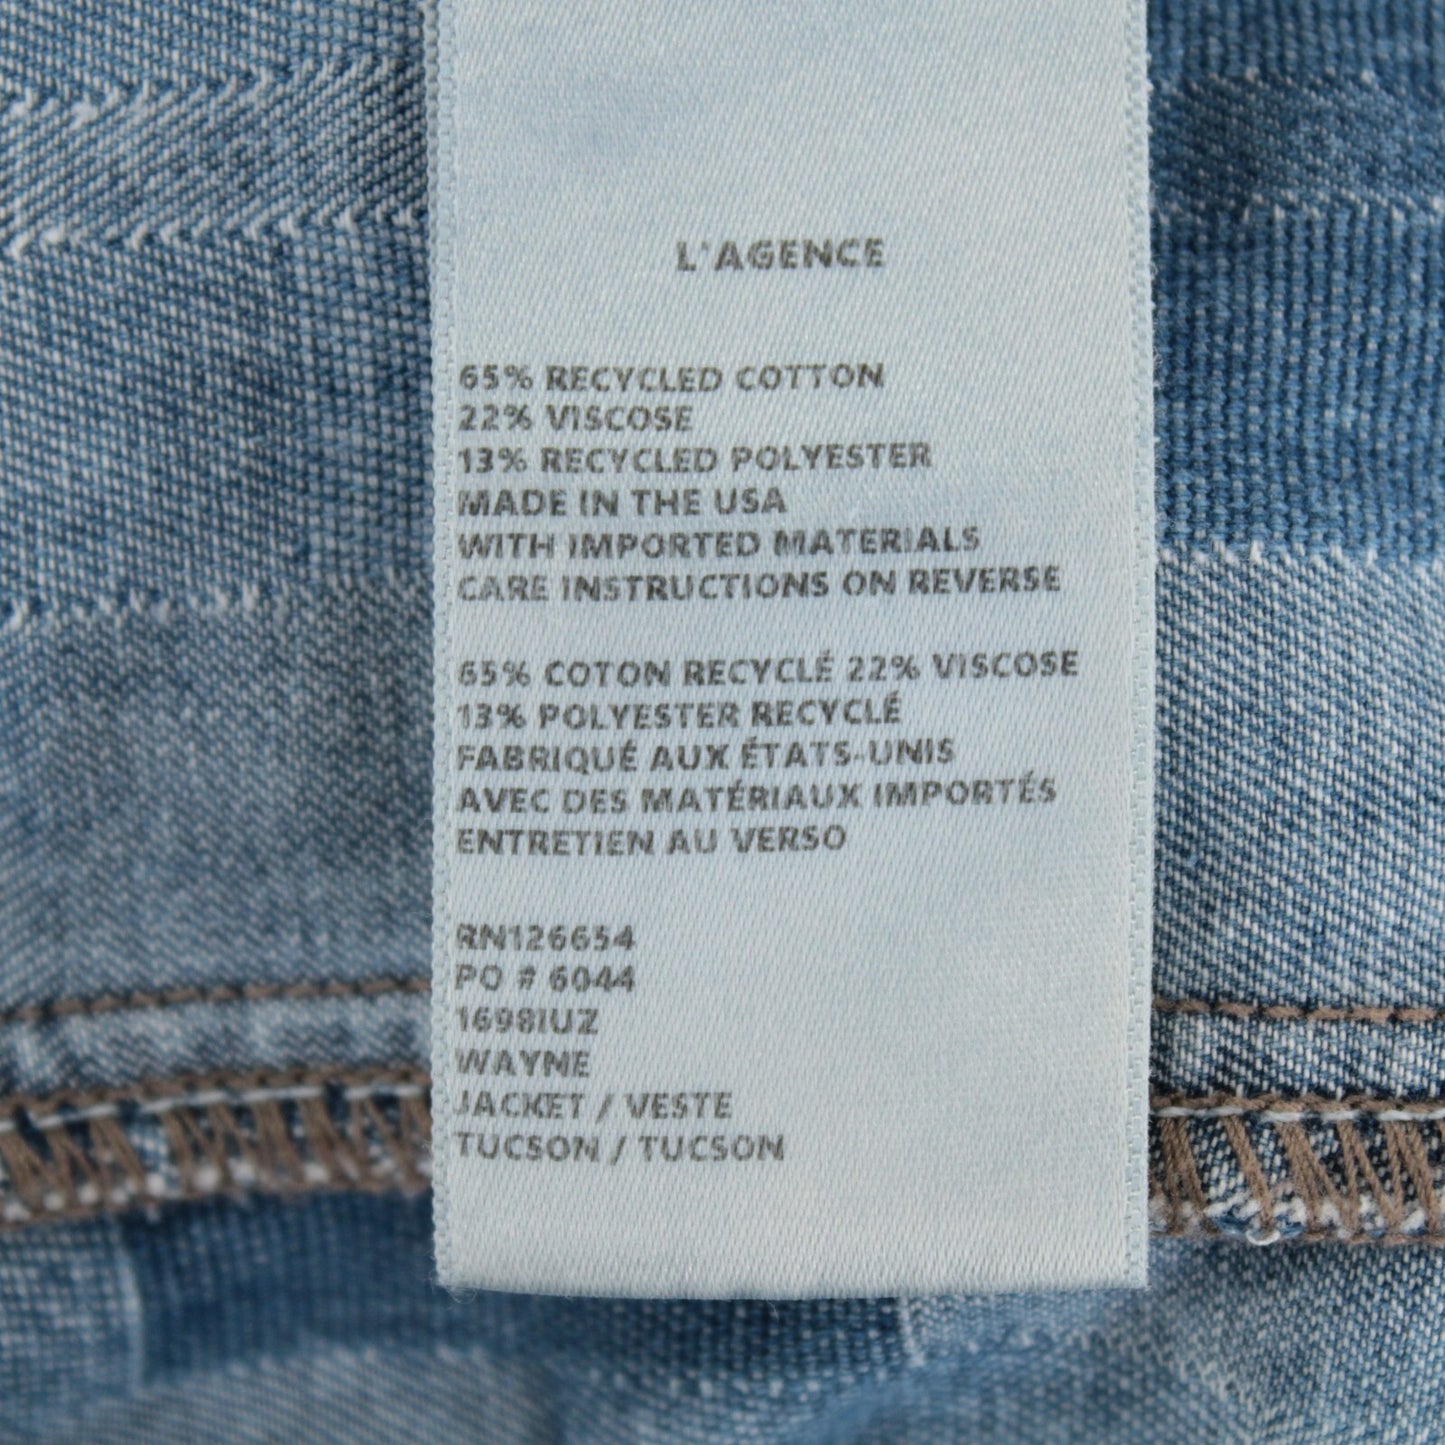 L'AGENCE
65% RECYCLED COTTON
22% VISCOSE
13% RECYCLED POLYESTER
MADE IN THE USA
WITH IMPORTED MATERIALS
CARE INSTRUCTIONS ON REVERSE
65% COTON RECYCLÉ 22% VISCOSE
13% POLYESTER RECYCLÉ
FABRIQUÉ AUX ÉTATS-UNIS
AVEC DES MATÉRIAUX IMPORTÉS
ENTRETIEN AU VERSO
RN126654
PO # 6044
1698IUZ
WAYNE
JACKET / VESTE
TUCSON / TUCSON